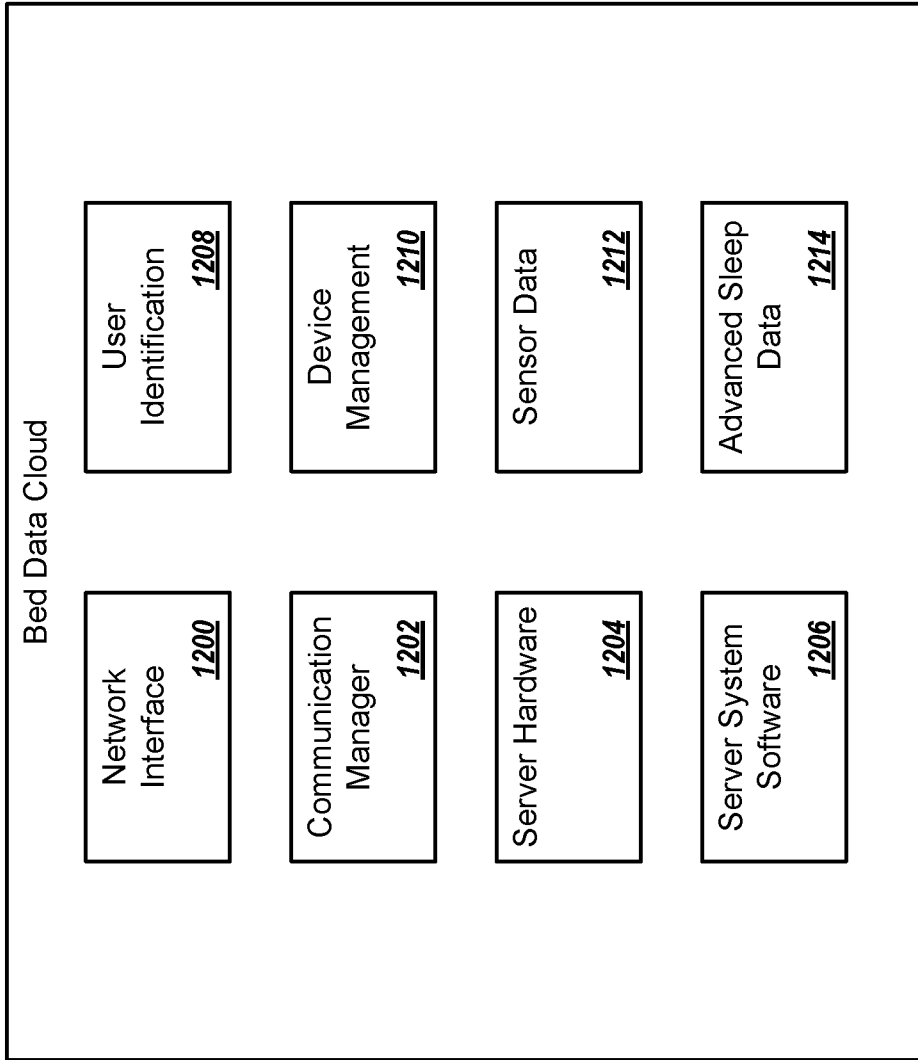 Bed Data Cloud
Network
Interface
1200
Communication
Manager
1202
Server Hardware
1204
Server System
Software
1206
User
Identification
1208
Device
Management
1210
Sensor Data
1212
Advanced Sleep
Data
1214